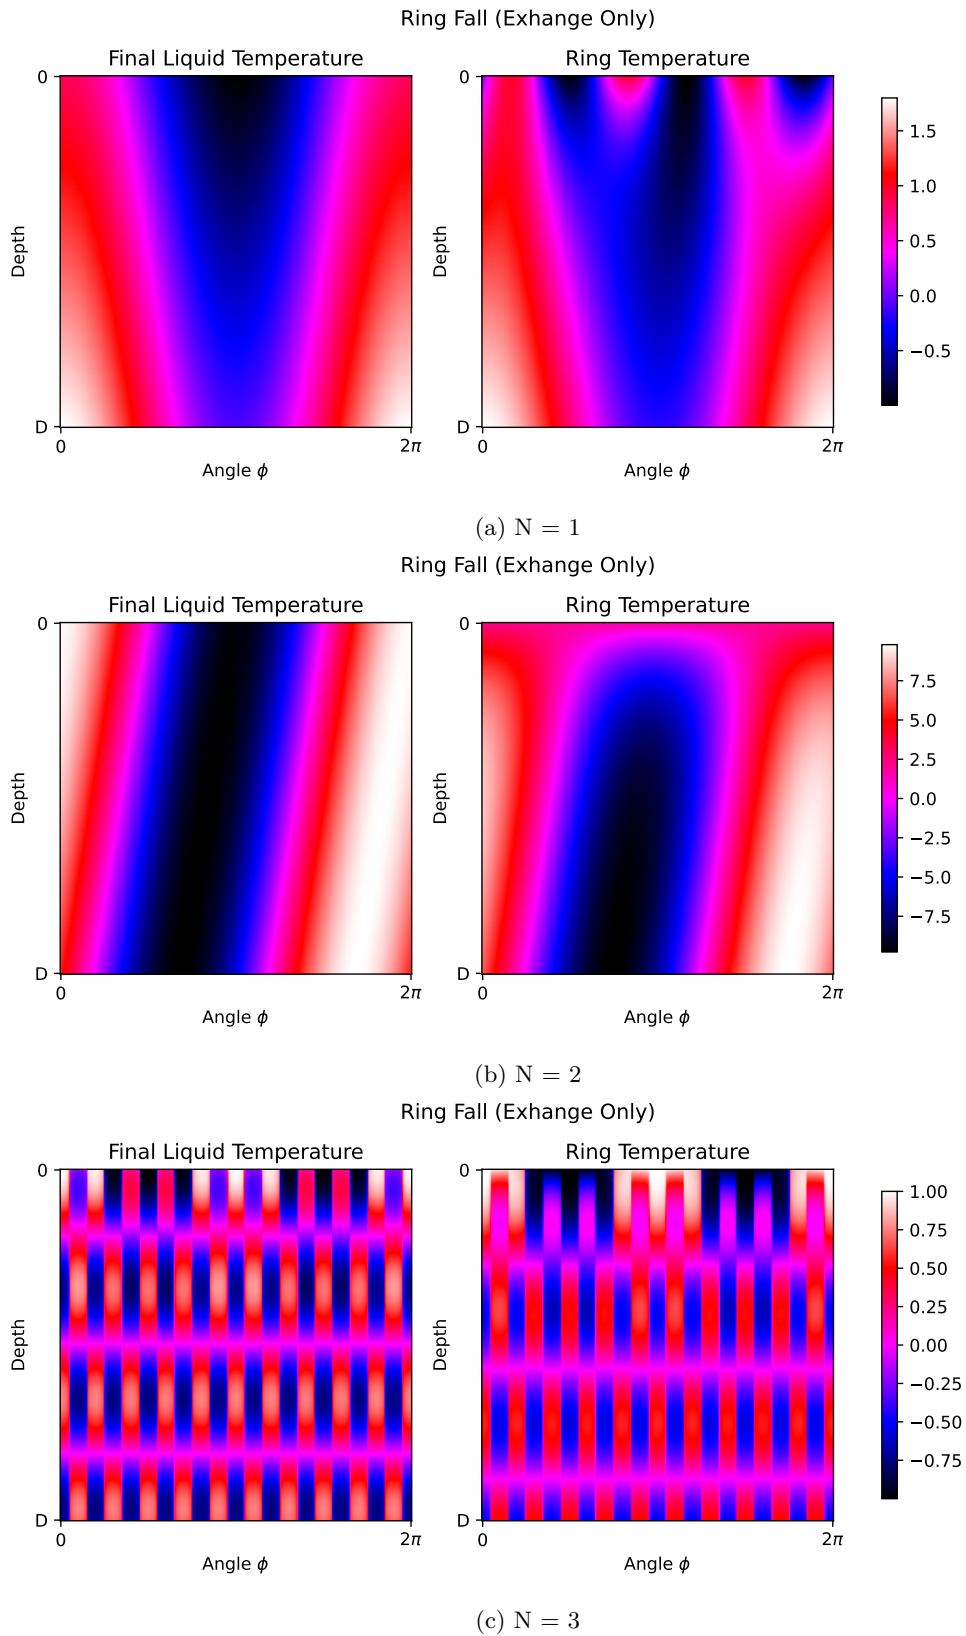 Ring Fall (Exhange Only)
Final Liquid Temperature
Ring Temperature
0
0
Depth
Depth
D
D
0
2π
0
2π
Angle ϕ
Angle ϕ
1.5
1.0
0.5
0.0
−0.5
(a) N = 1
Ring Fall (Exhange Only)
Final Liquid Temperature
Ring Temperature
0
0
Depth
Depth
D
D
0
2π
0
2π
Angle ϕ
Angle ϕ
7.5
5.0
2.5
0.0
−2.5
−5.0
−7.5
(b) N = 2
Ring Fall (Exhange Only)
Final Liquid Temperature
Ring Temperature
0
0
Depth
Depth
D
D
0
2π
0
2π
Angle ϕ
Angle ϕ
1.00
0.75
0.50
0.25
0.00
−0.25
−0.50
−0.75
(c) N = 3